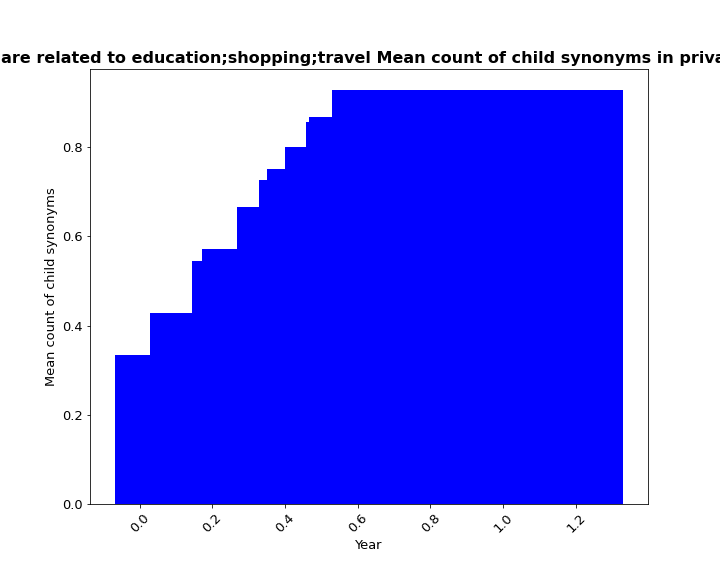 are related to education;shopping;travel Mean count of child synonyms in
Mean count of child synonyms
0.8
0.6
0.4
0.2
0.0
0.0 0.2 0.4 0.6 0.8 1.0 1.2
Year